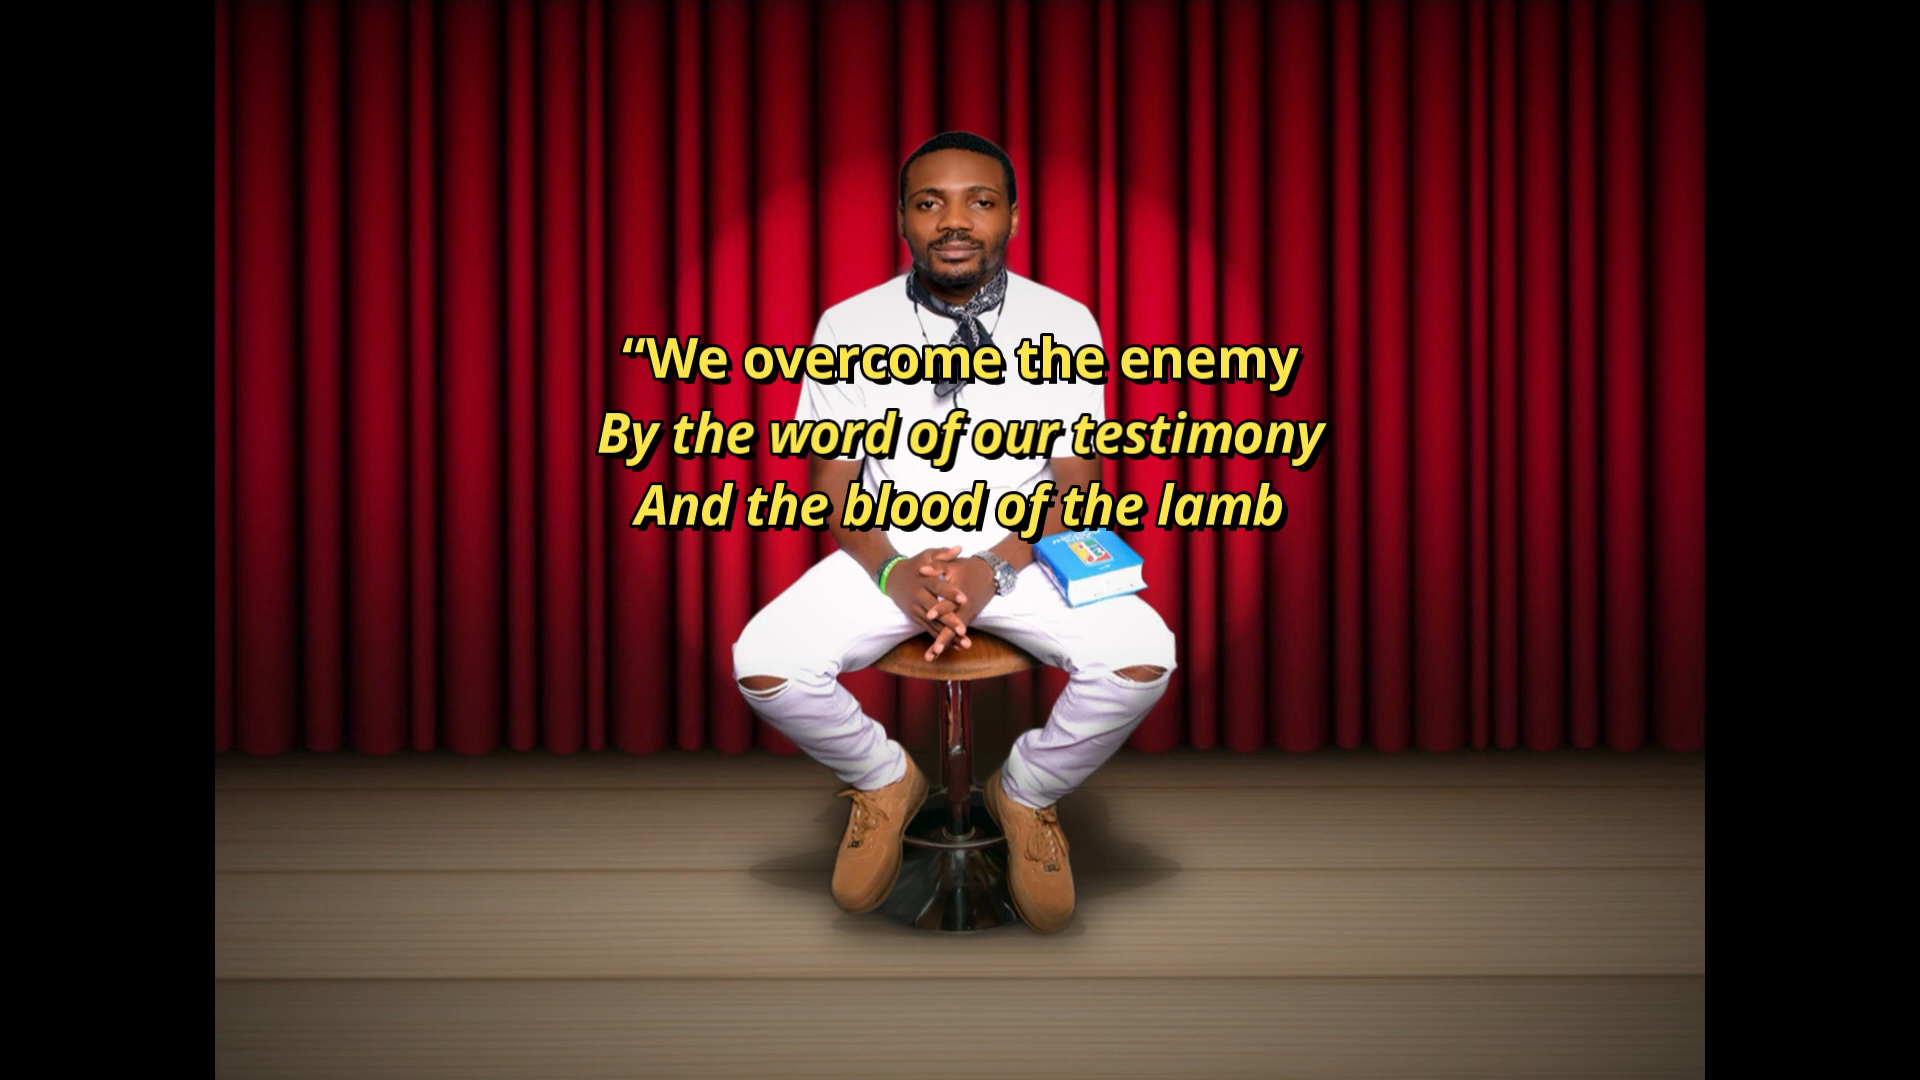 “We overcome the enemy
By the word of our testimony
And the blood of the lamb